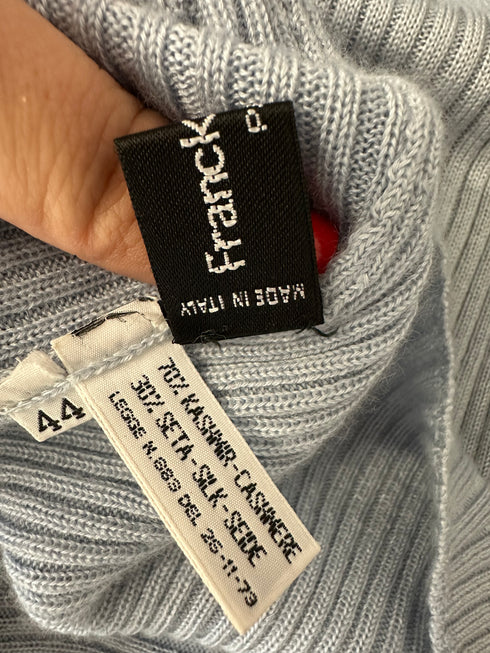 Franck
MADE IN ITALY
44
70% KASHMIR-CASHMERE
30% SETA-SILK-SEIDE
LEGGE N 883 DEL 26-11-73